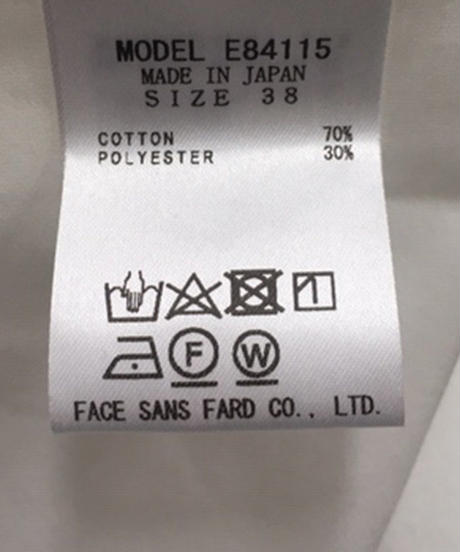 MODEL E84115
MADE IN JAPAN
SIZE 38
COTTON 70%
POLYESTER 30%
F W
FACE SANS FARD CO., LTD.